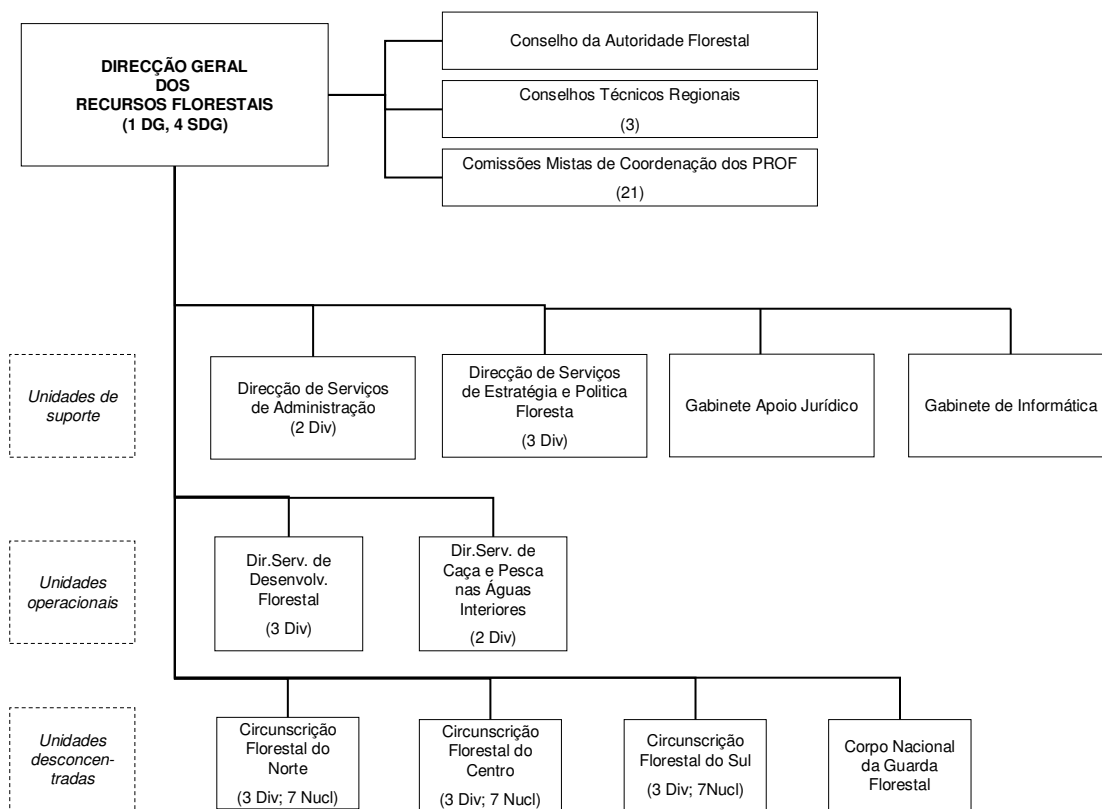 DIRECÇÃO GERAL
DOS
RECURSOS FLORESTAIS
(1 DG, 4 SDG)
Conselho da Autoridade Florestal
Conselhos Técnicos Regionais
(3)
Comissões Mistas de Coordenação dos PROF
(21)
Unidades de
suporte
Direcção de Serviços
de Administração
(2 Div)
Direcção de Serviços
de Estratégia e Politica
Floresta
(3 Div)
Gabinete Apoio Jurídico
Gabinete de Informática
Unidades
operacionais
Dir.Serv. de
Desenvolv.
Florestal
(3 Div)
Dir.Serv. de
Caça e Pesca
nas Águas
Interiores
(2 Div)
Unidades
desconcen-
tradas
Circunscrição
Florestal do
Norte
(3 Div; 7 Nucl)
Circunscrição
Florestal do
Centro
(3 Div; 7 Nucl)
Circunscrição
Florestal do Sul
(3 Div; 7Nucl)
Corpo Nacional
da Guarda
Florestal